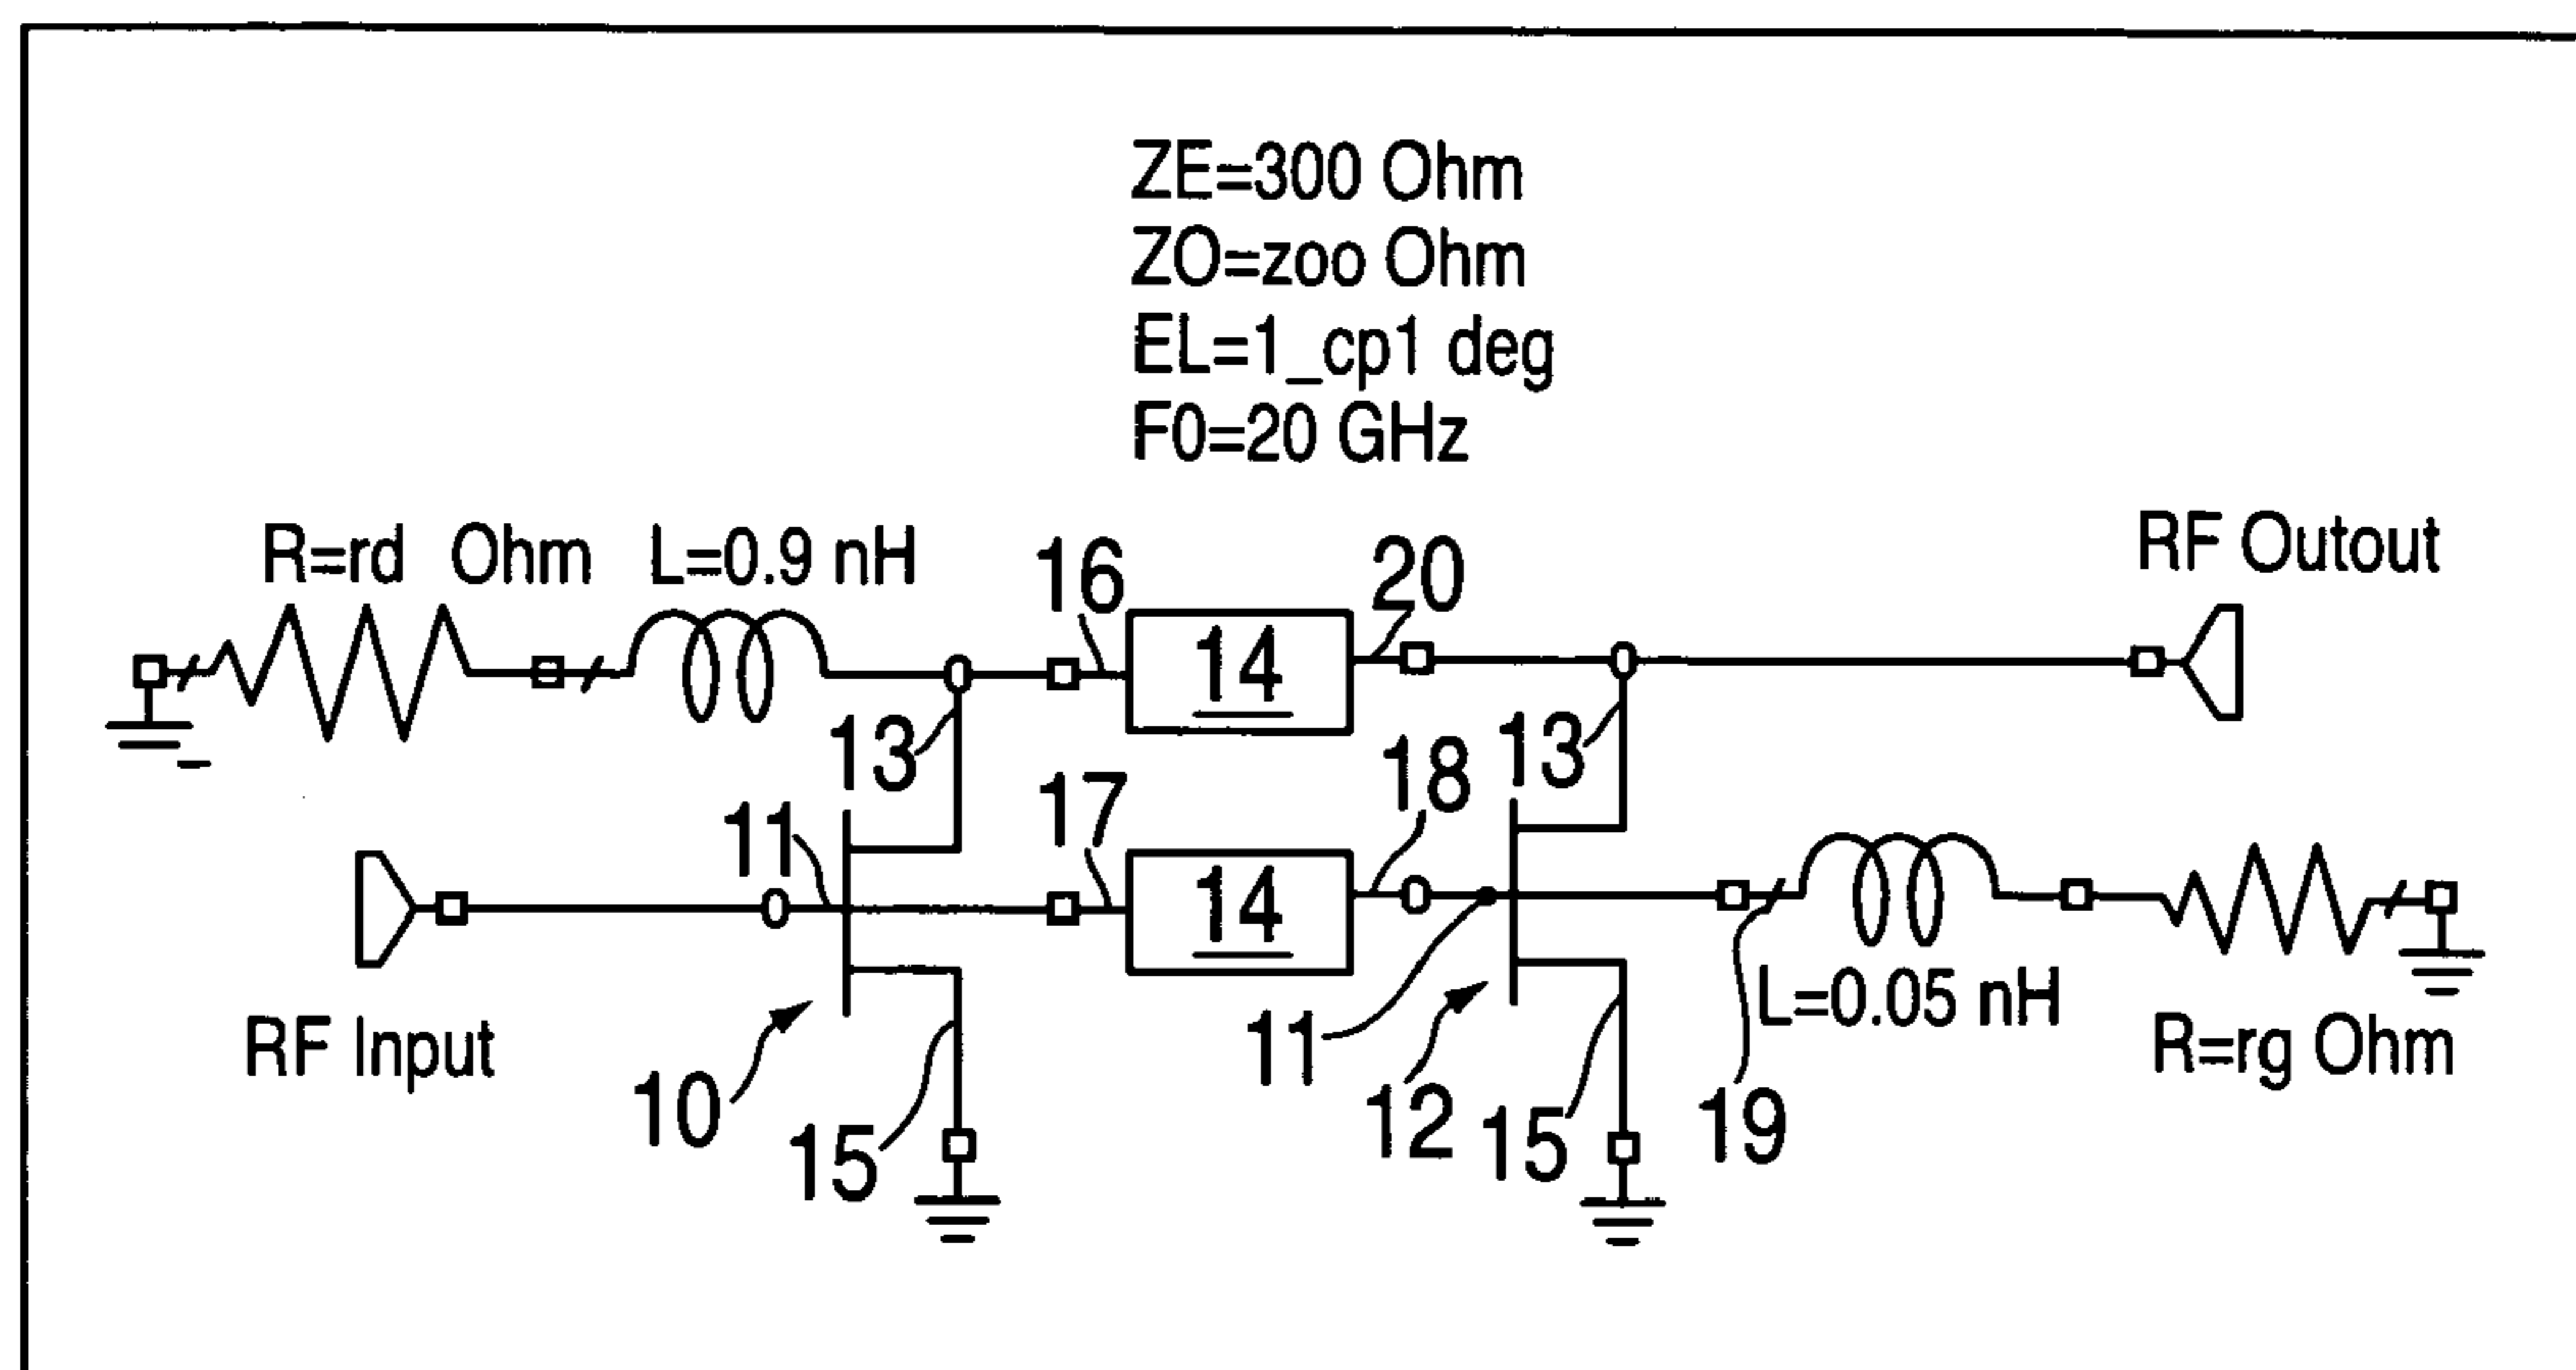 ZE=300 Ohm
ZO=zoo Ohm
EL=1_cp1 deg
F0=20 GHz
R=rd Ohm
L=0.9 nH
16
14
20
RF Outout
13
13
11
17
14
18
RF Input
10
15
11
12
15
19
L=0.05 nH
R=rg Ohm